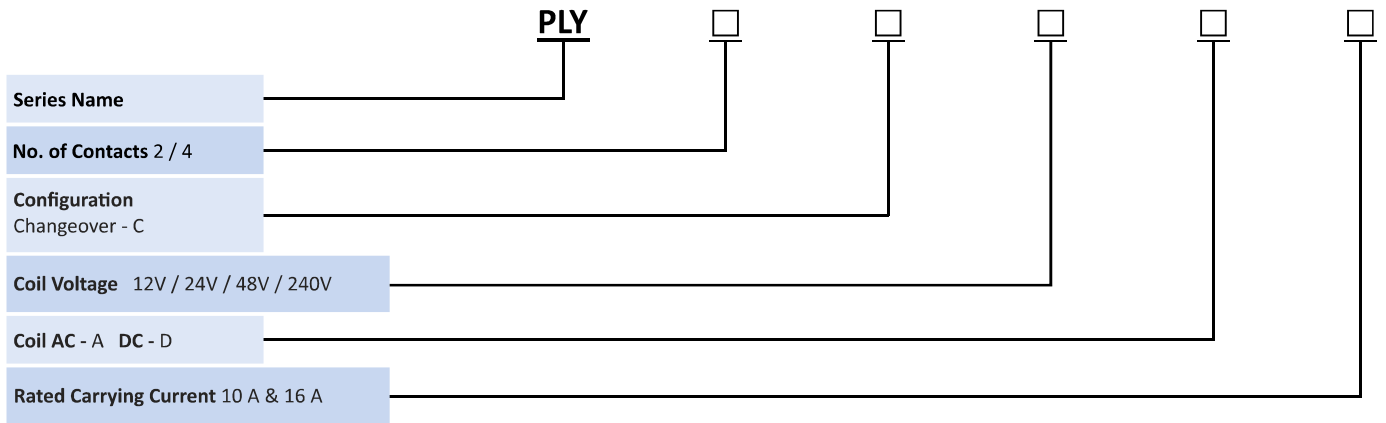 PLY
Series Name
No. of Contacts 2 / 4
Configuration
Changeover - C
Coil Voltage 12V / 24V / 48V / 240V
Coil AC - A DC - D
Rated Carrying Current 10 A & 16 A